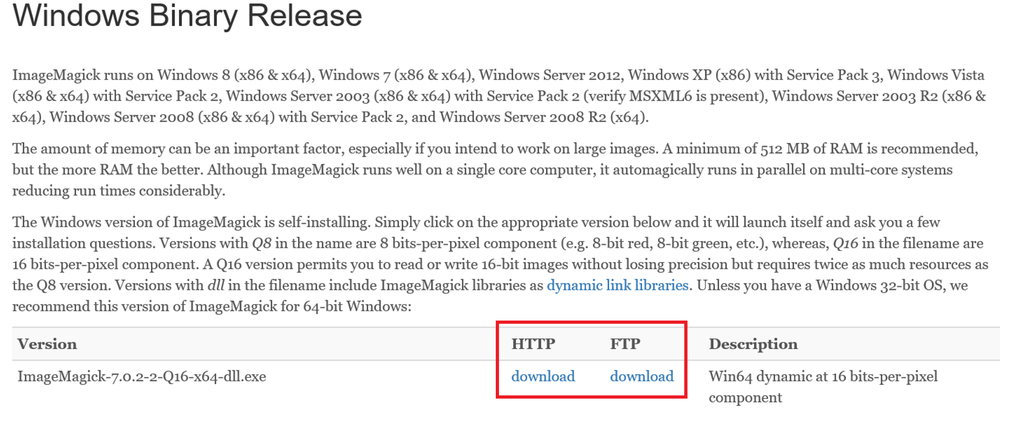 Windows Binary Release
ImageMagick runs on Windows 8 (x86 & x64), Windows 7 (x86 & x64), Windows Server 2012, Windows XP (x86) with Service Pack 3, Windows Vista
(x86 & x64) with Service Pack 2, Windows Server 2003 (x86 & x64) with Service Pack 2 (verify MSXML6 is present), Windows Server 2003 R2 (x86 &
x64), Windows Server 2008 (x86 & x64) with Service Pack 2, and Windows Server 2008 R2 (x64).
The amount of memory can be an important factor, especially if you intend to work on large images. A minimum of 512 MB of RAM is recommended,
but the more RAM the better. Although ImageMagick runs well on a single core computer, it automagically runs in parallel on multi-core systems
reducing run times considerably.
The Windows version of ImageMagick is self-installing. Simply click on the appropriate version below and it will launch itself and ask you a few
installation questions. Versions with Q8 in the name are 8 bits-per-pixel component (e.g. 8-bit red, 8-bit green, etc.), whereas, Q16 in the filename are
16 bits-per-pixel component. A Q16 version permits you to read or write 16-bit images without losing precision but requires twice as much resources as
the Q8 version. Versions with dll in the filename include ImageMagick libraries as dynamic link libraries. Unless you have a Windows 32-bit OS, we
recommend this version of ImageMagick for 64-bit Windows:
Version HTTP FTP Description
ImageMagick-7.0.2-2-Q16-x64-dll.exe download download Win64 dynamic at 16 bits-per-pixel
component